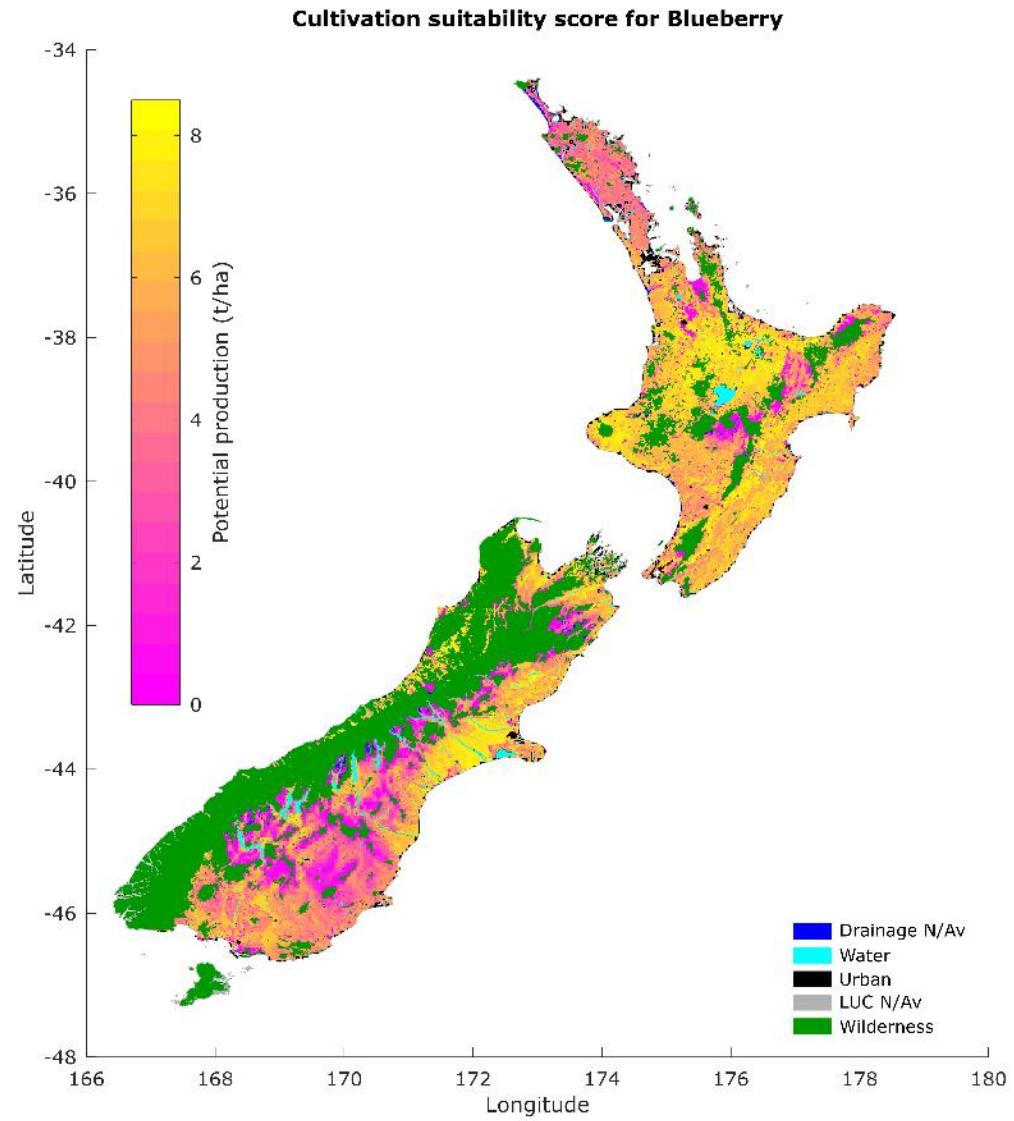 Cultivation suitability score for Blueberry
-34
-36
-38
-40
-42
-44
-46
-48
Latitude
8
6
4
2
0
Potential production (t/ha)
Drainage N/Av
Water
Urban
LUC N/Av
Wilderness
166
168
170
172
174
176
178
180
Longitude